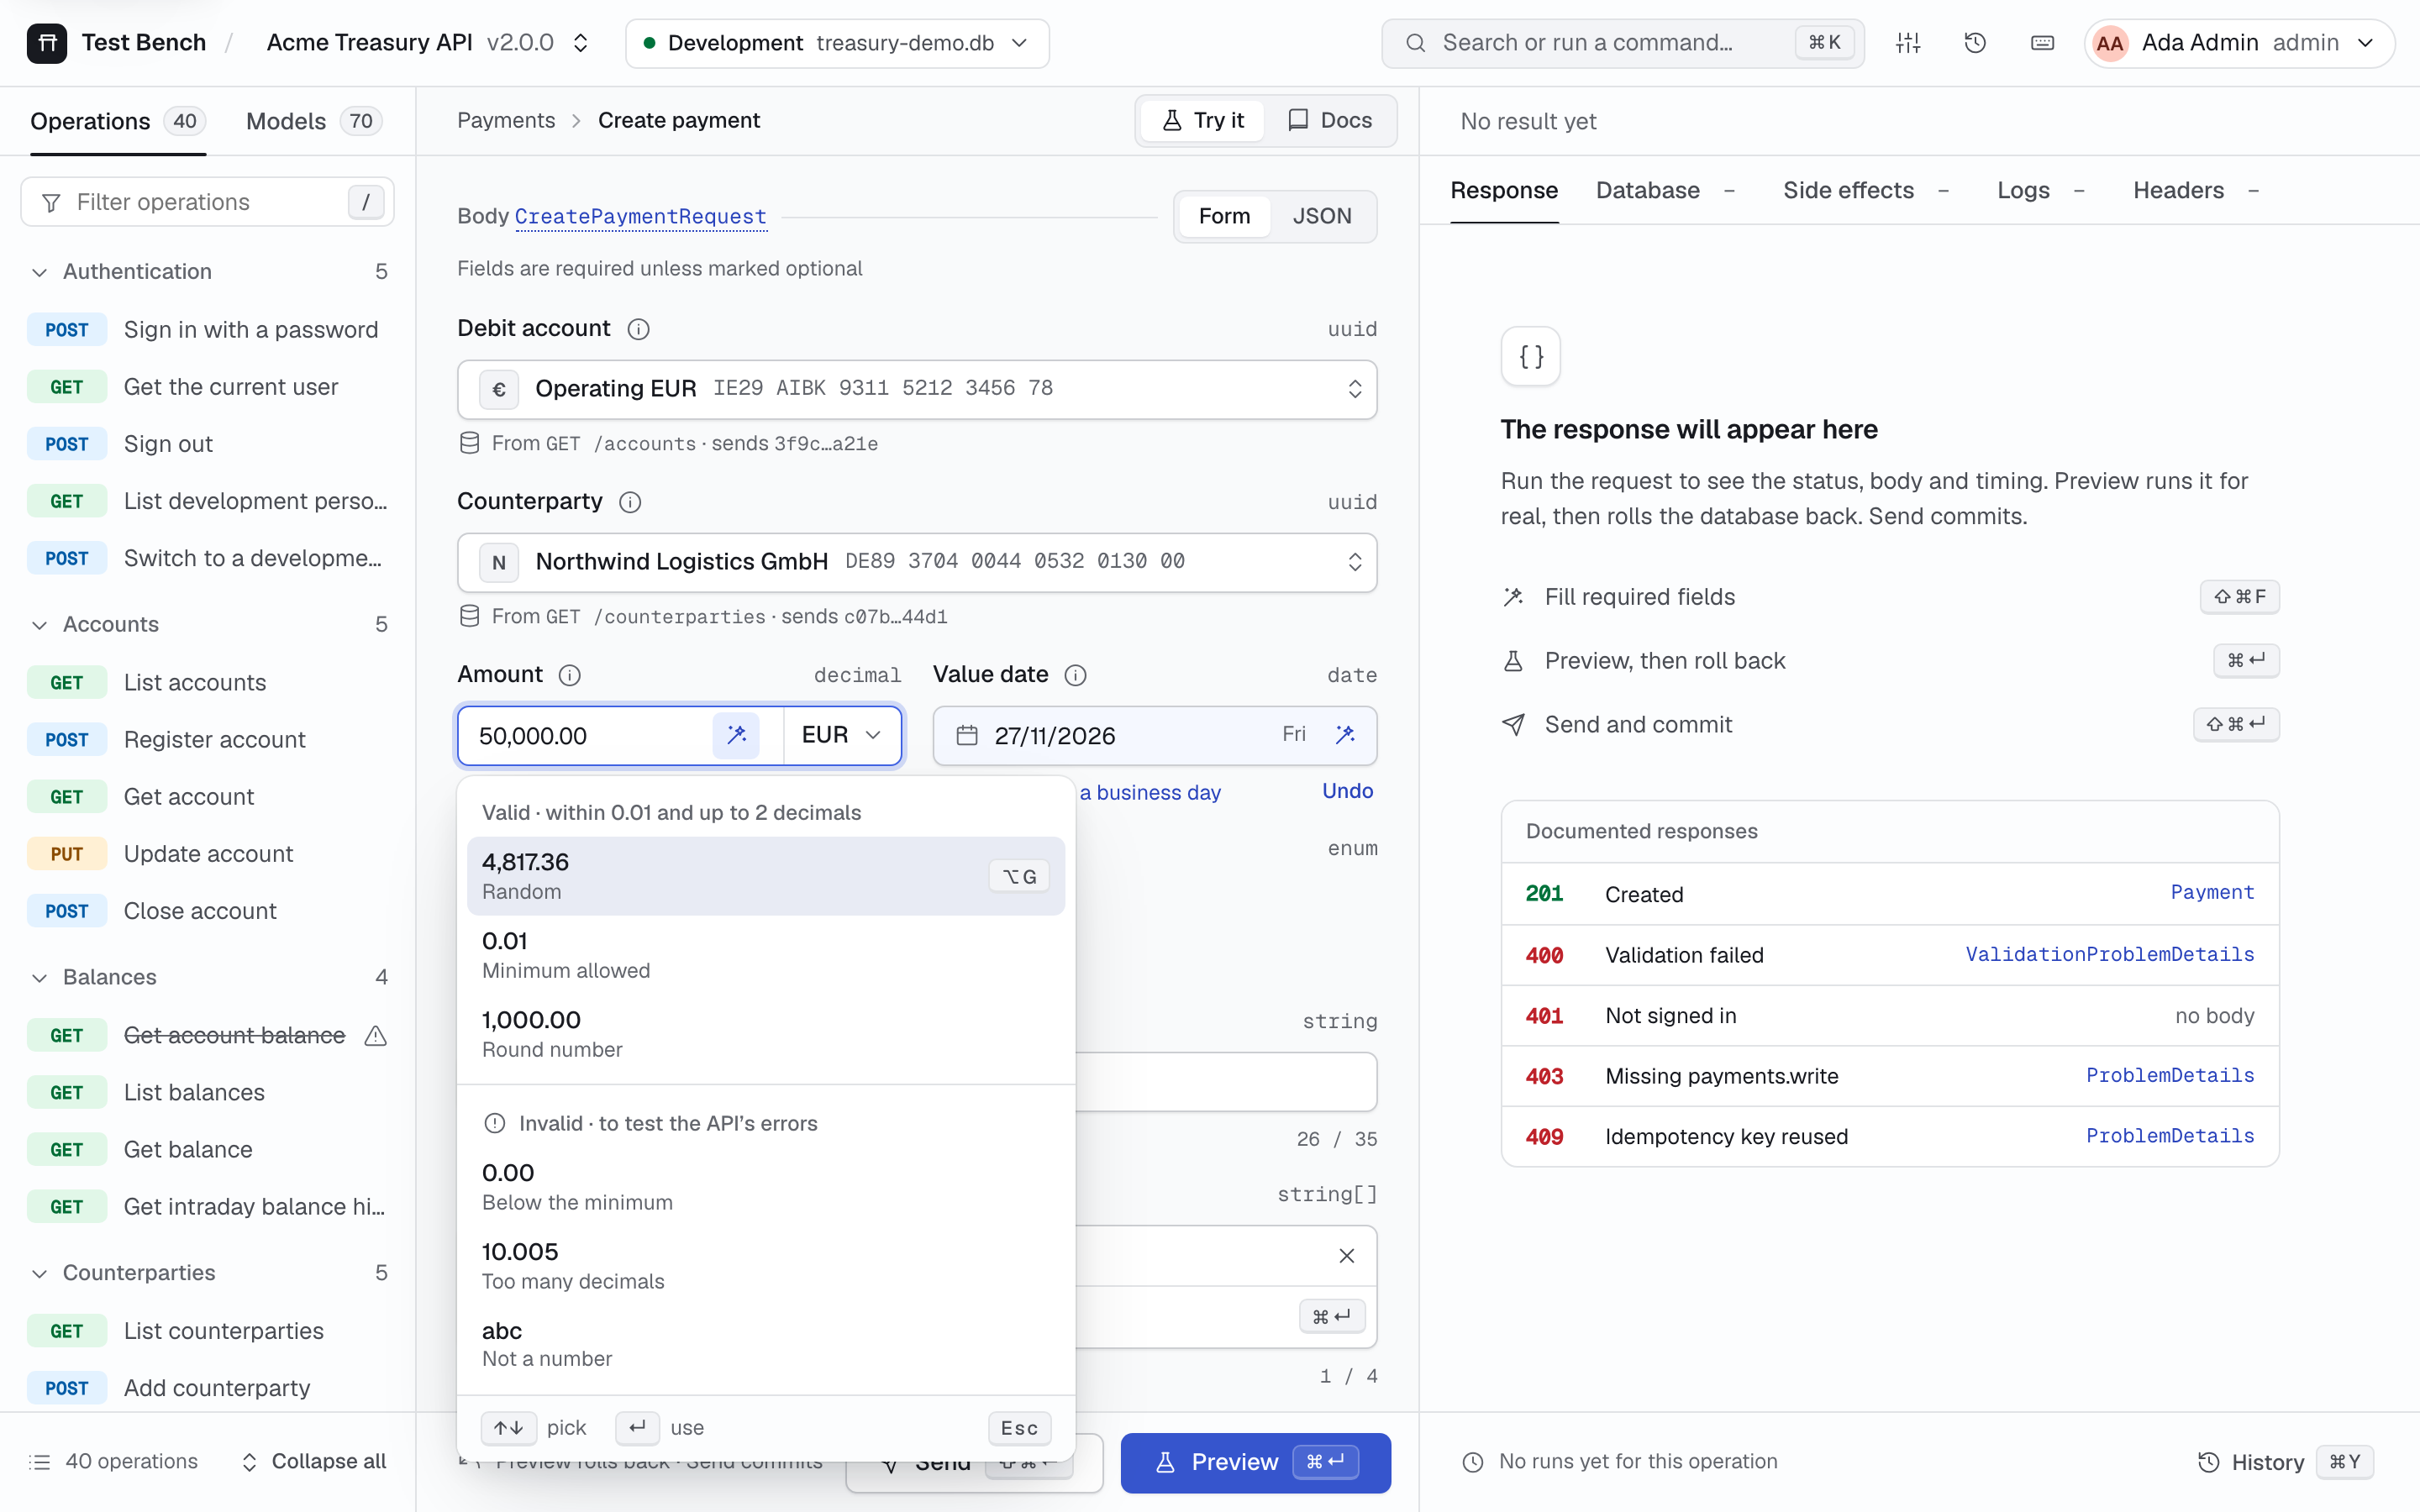 Test Bench / Acme Treasury API v2.0.0
Development treasury-demo.db
Search or run a command... ⌘K
AA Ada Admin admin
Operations 40 Models 70
Filter operations /
Authentication 5
POST Sign in with a password
GET Get the current user
POST Sign out
GET List development perso...
POST Switch to a developme...
Accounts 5
GET List accounts
POST Register account
GET Get account
PUT Update account
POST Close account
Balances 4
GET Get account balance
GET List balances
GET Get balance
GET Get intraday balance hi...
Counterparties 5
GET List counterparties
POST Add counterparty
40 operations Collapse all
Payments > Create payment
Try it Docs
Body CreatePaymentRequest
Form JSON
Fields are required unless marked optional
Debit account uuid
€ Operating EUR IE29 AIBK 9311 5212 3456 78
From GET /accounts · sends 3f9c…a21e
Counterparty uuid
N Northwind Logistics GmbH DE89 3704 0044 0532 0130 00
From GET /counterparties · sends c07b…44d1
Amount decimal
50,000.00 EUR
Value date date
27/11/2026 Fri
a business day Undo
enum
string
26 / 35
string[]
⌘↵
1 / 4
Valid · within 0.01 and up to 2 decimals
4,817.36
Random
⌥G
0.01
Minimum allowed
1,000.00
Round number
Invalid · to test the API's errors
0.00
Below the minimum
10.005
Too many decimals
abc
Not a number
↑↓ pick ↵ use Esc
Preview rolls back · Send commits
Send ⇧⌘↵
Preview ⌘↵
No result yet
Response Database – Side effects – Logs – Headers –
{}
The response will appear here
Run the request to see the status, body and timing. Preview runs it for
real, then rolls the database back. Send commits.
Fill required fields ⇧⌘F
Preview, then roll back ⌘↵
Send and commit ⇧⌘↵
Documented responses
201 Created Payment
400 Validation failed ValidationProblemDetails
401 Not signed in no body
403 Missing payments.write ProblemDetails
409 Idempotency key reused ProblemDetails
No runs yet for this operation
History ⌘Y